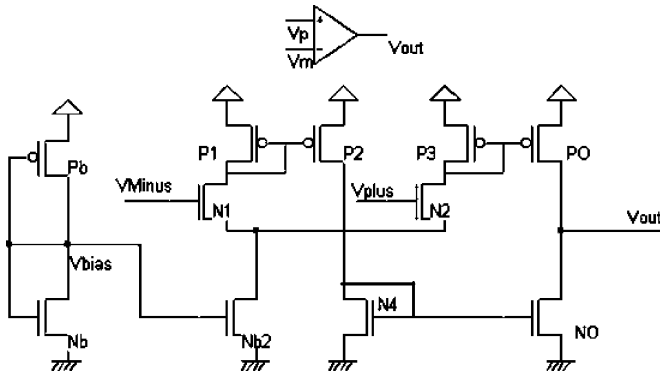 Vp
Vm
Vout
Pb
P1
P2
P3
PO
VMinus
N1
Vplus
N2
Vout
Vbias
Nb
Nb2
N4
NO